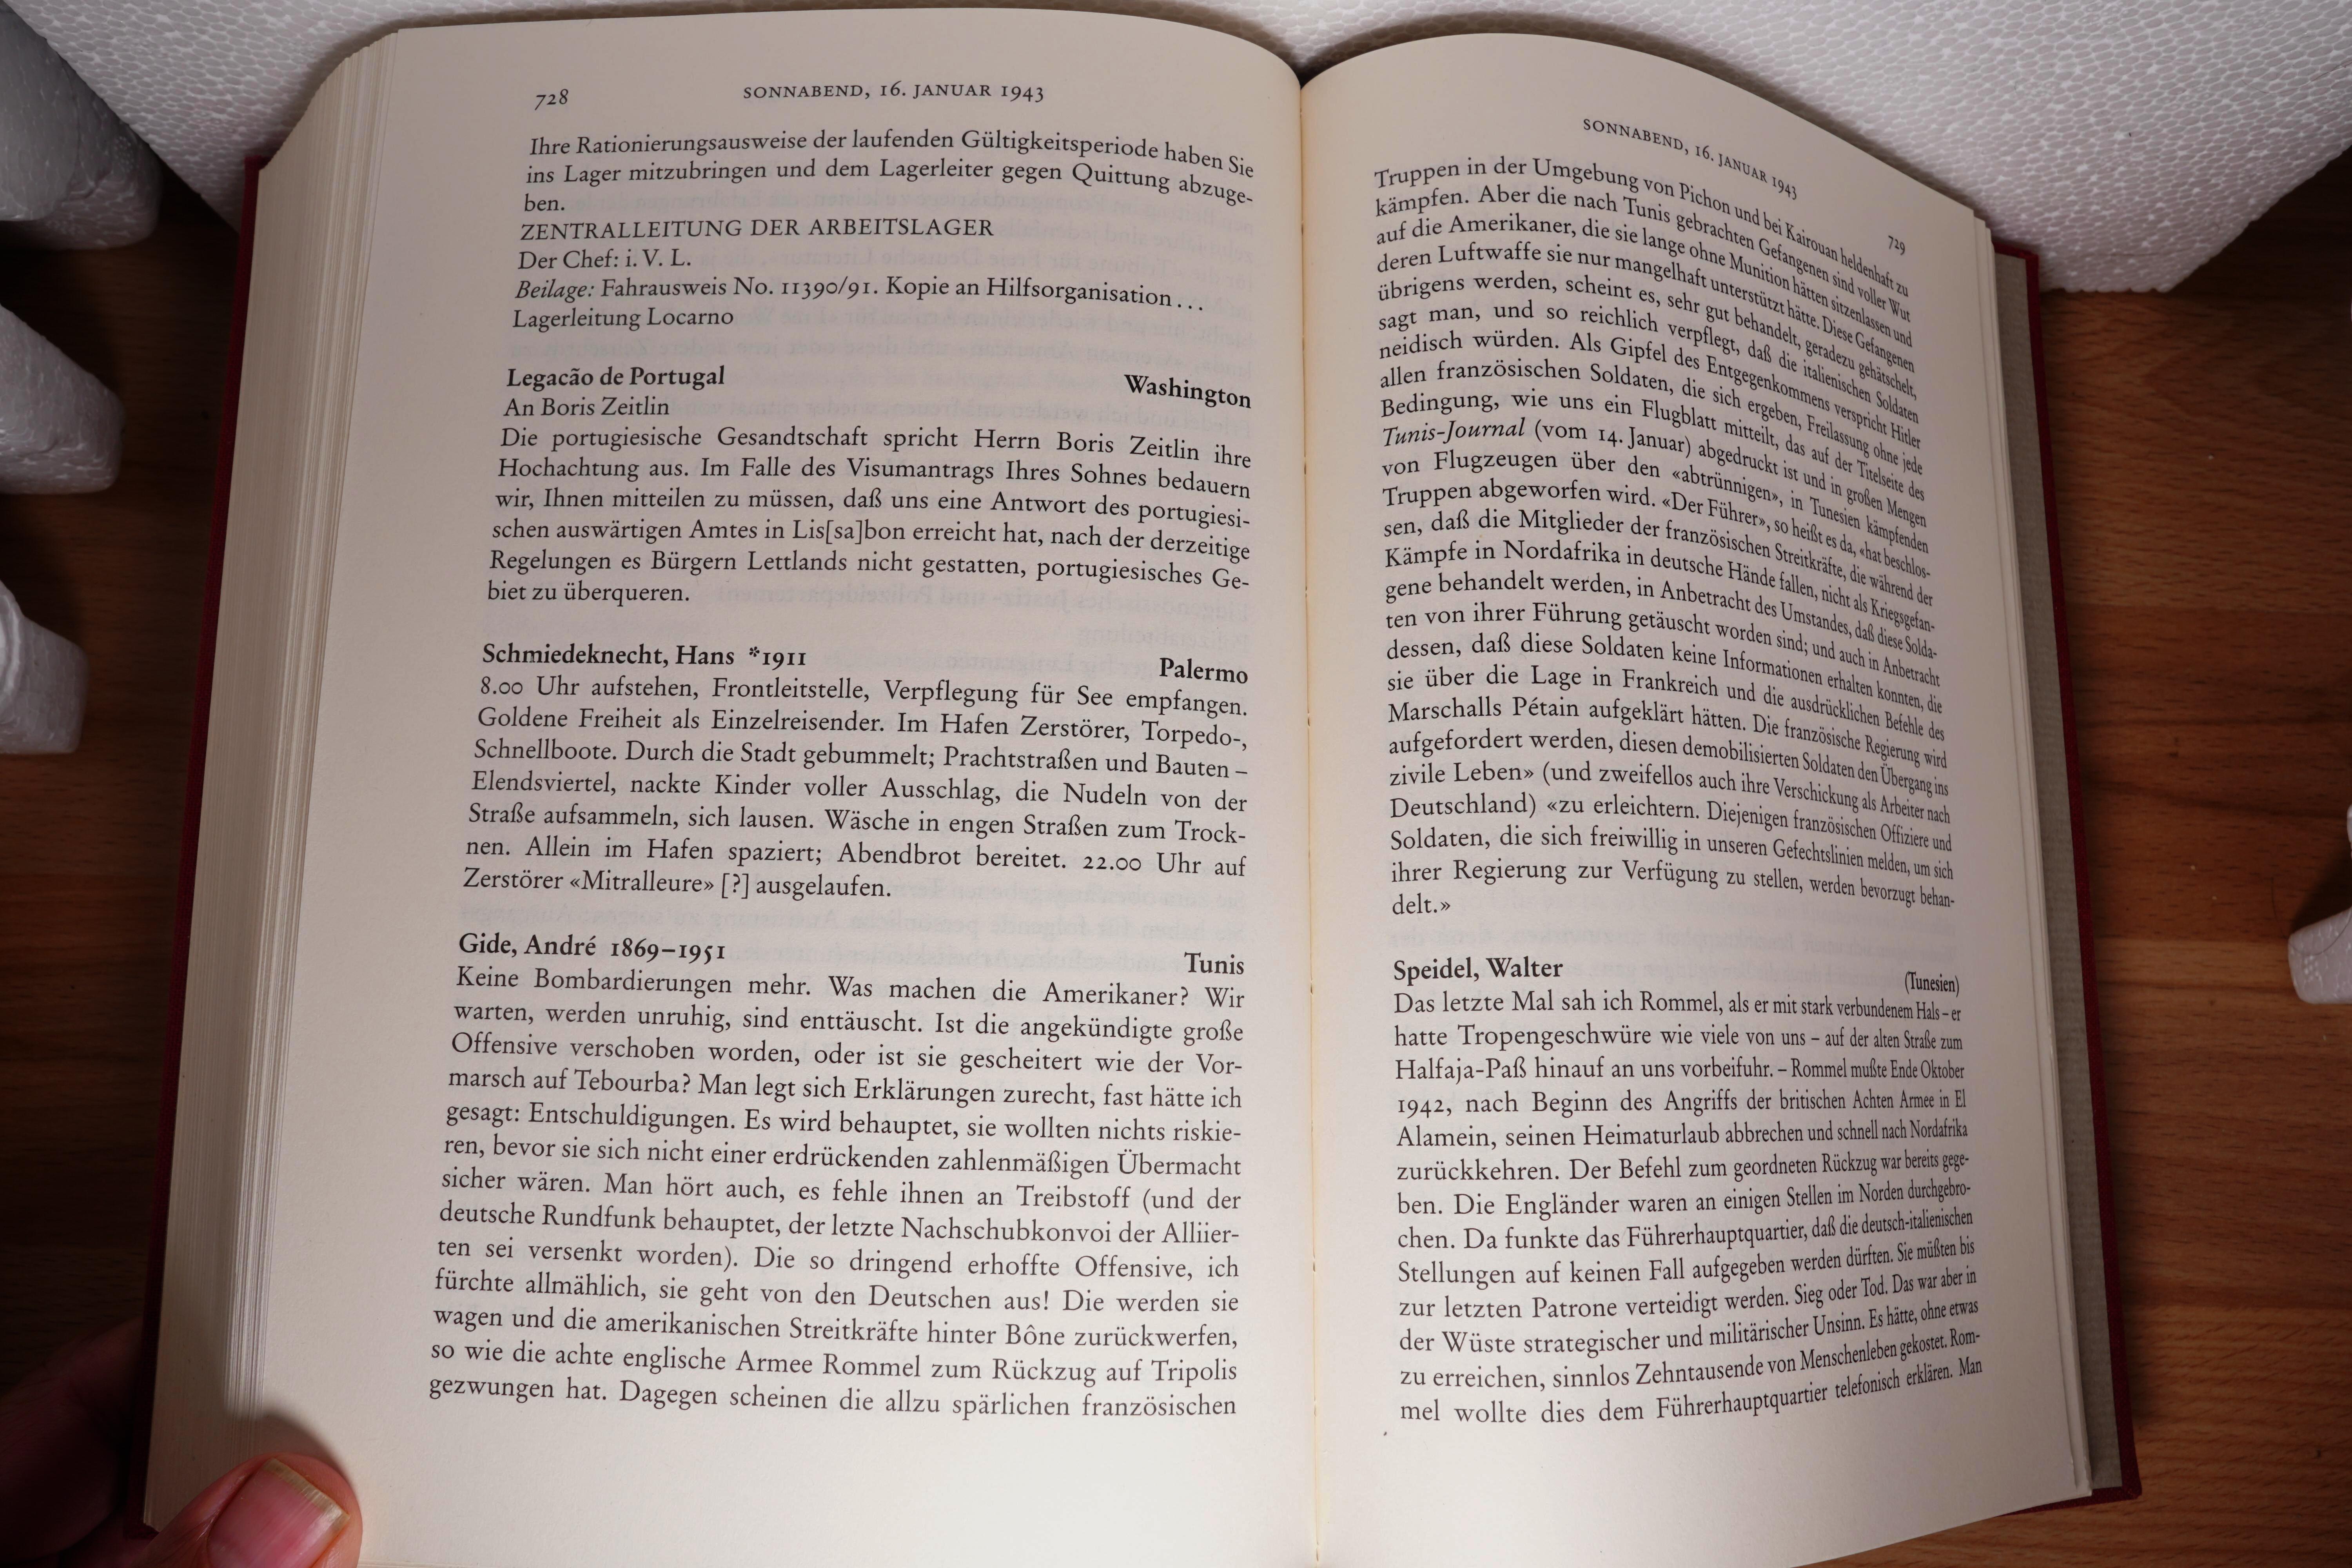 728
SONNABEND, 16. JANUAR 1943
Ihre Rationierungsausweise der laufenden Gültigkeitsperiode haben Sie
ins Lager mitzubringen und dem Lagerleiter gegen Quittung abzuge-
ben.
ZENTRALLEITUNG DER ARBEITSLAGER
Der Chef: i. V. L.
Beilage: Fahrausweis No. 11390/91. Kopie an Hilfsorganisation . . .
Lagerleitung Locarno
Legacão de Portugal Washington
An Boris Zeitlin
Die portugiesische Gesandtschaft spricht Herrn Boris Zeitlin ihre
Hochachtung aus. Im Falle des Visumantrags Ihres Sohnes bedauern
wir, Ihnen mitteilen zu müssen, daß uns eine Antwort des portugiesi-
schen auswärtigen Amtes in Lis[sa]bon erreicht hat, nach der derzeitige
Regelungen es Bürgern Lettlands nicht gestatten, portugiesisches Ge-
biet zu überqueren.
Schmiedeknecht, Hans *1911 Palermo
8.00 Uhr aufstehen, Frontleitstelle, Verpflegung für See empfangen.
Goldene Freiheit als Einzelreisender. Im Hafen Zerstörer, Torpedo-,
Schnellboote. Durch die Stadt gebummelt; Prachtstraßen und Bauten –
Elendsviertel, nackte Kinder voller Ausschlag, die Nudeln von der
Straße aufsammeln, sich lausen. Wäsche in engen Straßen zum Trock-
nen. Allein im Hafen spaziert; Abendbrot bereitet. 22.00 Uhr auf
Zerstörer «Mitralleure» [?] ausgelaufen.
Gide, André 1869–1951 Tunis
Keine Bombardierungen mehr. Was machen die Amerikaner? Wir
warten, werden unruhig, sind enttäuscht. Ist die angekündigte große
Offensive verschoben worden, oder ist sie gescheitert wie der Vor-
marsch auf Tebourba? Man legt sich Erklärungen zurecht, fast hätte ich
gesagt: Entschuldigungen. Es wird behauptet, sie wollten nichts riskie-
ren, bevor sie sich nicht einer erdrückenden zahlenmäßigen Übermacht
sicher wären. Man hört auch, es fehle ihnen an Treibstoff (und der
deutsche Rundfunk behauptet, der letzte Nachschubkonvoi der Alliier-
ten sei versenkt worden). Die so dringend erhoffte Offensive, ich
fürchte allmählich, sie geht von den Deutschen aus! Die werden sie
wagen und die amerikanischen Streitkräfte hinter Bône zurückwerfen,
so wie die achte englische Armee Rommel zum Rückzug auf Tripolis
gezwungen hat. Dagegen scheinen die allzu spärlichen französischen
SONNABEND, 16. JANUAR 1943
729
Truppen in der Umgebung von Pichon und bei Kairouan heldenhaft zu
kämpfen. Aber die nach Tunis gebrachten Gefangenen sind voller Wut
auf die Amerikaner, die sie lange ohne Munition hätten sitzenlassen und
deren Luftwaffe sie nur mangelhaft unterstützt hätte. Diese Gefangenen
übrigens werden, scheint es, sehr gut behandelt, geradezu gehätschelt,
sagt man, und so reichlich verpflegt, daß die italienischen Soldaten
neidisch würden. Als Gipfel des Entgegenkommens verspricht Hitler
allen französischen Soldaten, die sich ergeben, Freilassung ohne jede
Bedingung, wie uns ein Flugblatt mitteilt, das auf der Titelseite des
Tunis-Journal (vom 14. Januar) abgedruckt ist und in großen Mengen
von Flugzeugen über den «abtrünnigen», in Tunesien kämpfenden
Truppen abgeworfen wird. «Der Führer», so heißt es da, «hat beschlos-
sen, daß die Mitglieder der französischen Streitkräfte, die während der
Kämpfe in Nordafrika in deutsche Hände fallen, nicht als Kriegsgefan-
gene behandelt werden, in Anbetracht des Umstandes, daß diese Solda-
ten von ihrer Führung getäuscht worden sind; und auch in Anbetracht
dessen, daß diese Soldaten keine Informationen erhalten konnten, die
sie über die Lage in Frankreich und die ausdrücklichen Befehle des
Marschalls Pétain aufgeklärt hätten. Die französische Regierung wird
aufgefordert werden, diesen demobilisierten Soldaten den Übergang ins
zivile Leben» (und zweifellos auch ihre Verschickung als Arbeiter nach
Deutschland) «zu erleichtern. Diejenigen französischen Offiziere und
Soldaten, die sich freiwillig in unseren Gefechtslinien melden, um sich
ihrer Regierung zur Verfügung zu stellen, werden bevorzugt behan-
delt.»
Speidel, Walter (Tunesien)
Das letzte Mal sah ich Rommel, als er mit stark verbundenem Hals – er
hatte Tropengeschwüre wie viele von uns – auf der alten Straße zum
Halfaja-Paß hinauf an uns vorbeifuhr. – Rommel mußte Ende Oktober
1942, nach Beginn des Angriffs der britischen Achten Armee in El
Alamein, seinen Heimaturlaub abbrechen und schnell nach Nordafrika
zurückkehren. Der Befehl zum geordneten Rückzug war bereits gege-
ben. Die Engländer waren an einigen Stellen im Norden durchgebro-
chen. Da funkte das Führerhauptquartier, daß die deutsch-italienischen
Stellungen auf keinen Fall aufgegeben werden dürften. Sie müßten bis
zur letzten Patrone verteidigt werden. Sieg oder Tod. Das war aber in
der Wüste strategischer und militärischer Unsinn. Es hätte, ohne etwas
zu erreichen, sinnlos Zehntausende von Menschenleben gekostet. Rom-
mel wollte dies dem Führerhauptquartier telefonisch erklären. Man